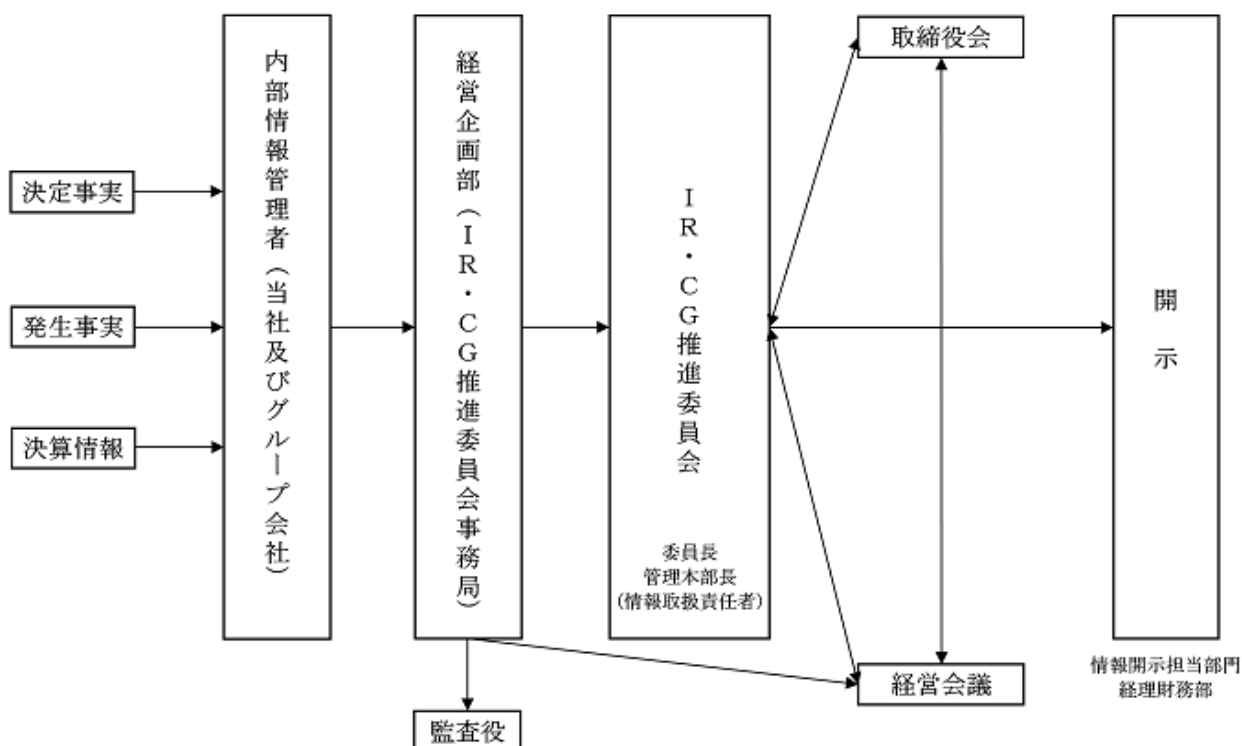 決定事実
発生事実
決算情報
内部情報管理者（当社及びグループ会社）
経営企画部（ＩＲ・ＣＧ推進委員会事務局）
監査役
ＩＲ・ＣＧ推進委員会
委員長
管理本部長
（情報取扱責任者）
取締役会
経営会議
開示
情報開示担当部門
経理財務部